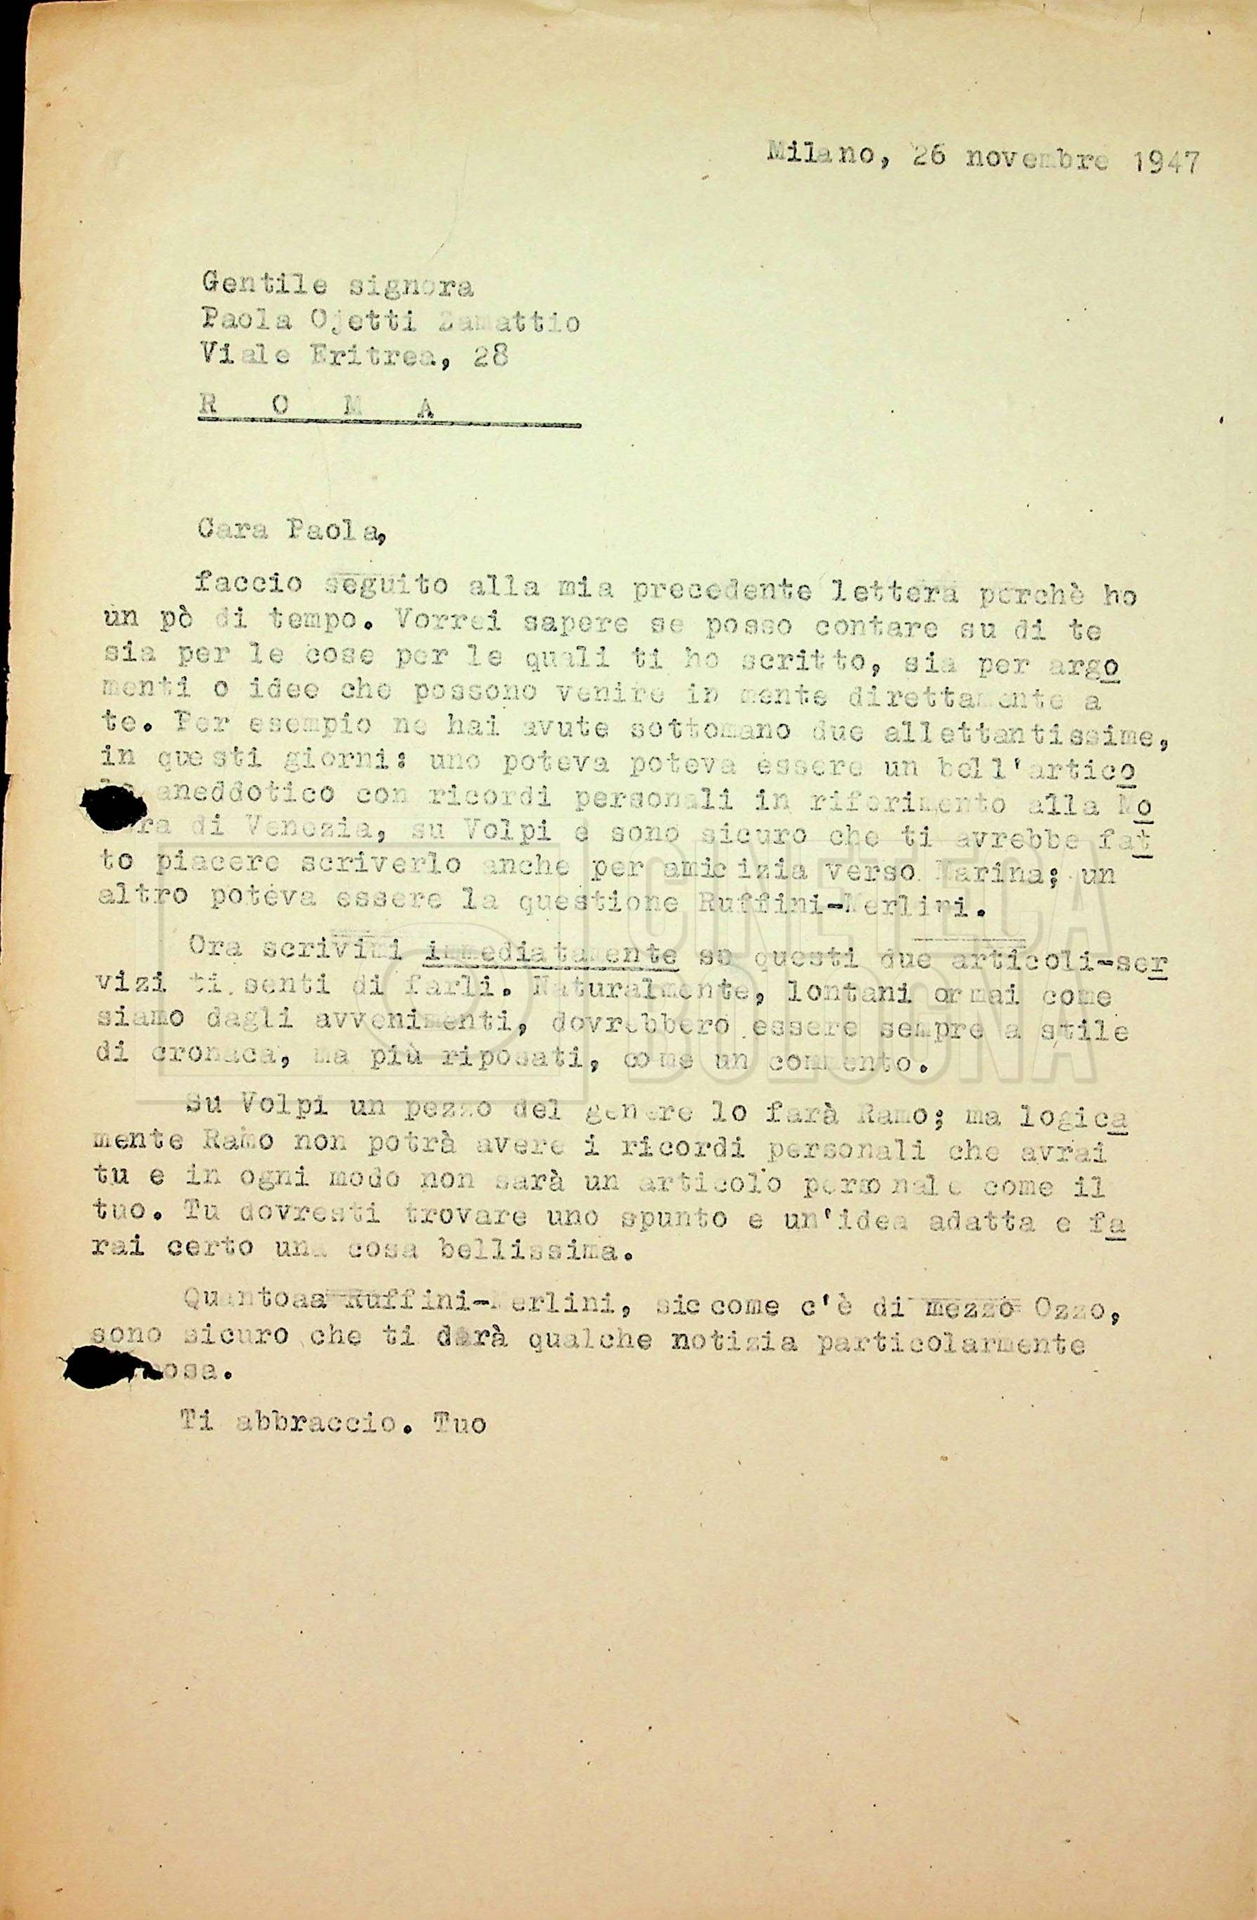 Milano, 26 novembre 1947
Gentile signora
Paola Ojetti Zamattio
Viale Eritrea, 28
R O M A
Cara Paola,
faccio seguito alla mia precedente lettera perchè ho
un pò di tempo. Vorrei sapere se posso contare su di te
sia per le cose per le quali ti ho scritto, sia per argo
menti o idee che possono venire in mente direttamente a
te. Per esempio ne hai avute sottomano due allettantissime,
in questi giorni: uno poteva poteva essere un bell'artico
aneddotico con ricordi personali in riferimento alla Mo
ra di Venezia, su Volpi e sono sicuro che ti avrebbe fat
to piacere scriverlo anche per amicizia verso Marina; un
altro poteva essere la questione Ruffini-Merlini.
Ora scrivimi immediatamente se questi due articoli-ser
vizi ti senti di farli. Naturalmente, lontani ormai come
siamo dagli avvenimenti, dovrebbero essere sempre a stile
di cronaca, ma più riposati, come un commento.
Su Volpi un pezzo del genere lo farà Ramo; ma logica
mente Ramo non potrà avere i ricordi personali che avrai
tu e in ogni modo non sarà un articolo personale come il
tuo. Tu dovresti trovare uno spunto e un'idea adatta e fa
rai certo una cosa bellissima.
Quantoaa Ruffini-Merlini, siccome c'è di mezzo Ozzo,
sono sicuro che ti darà qualche notizia particolarmente
osa.
Ti abbraccio. Tuo
CINETECA
BOLOGNA